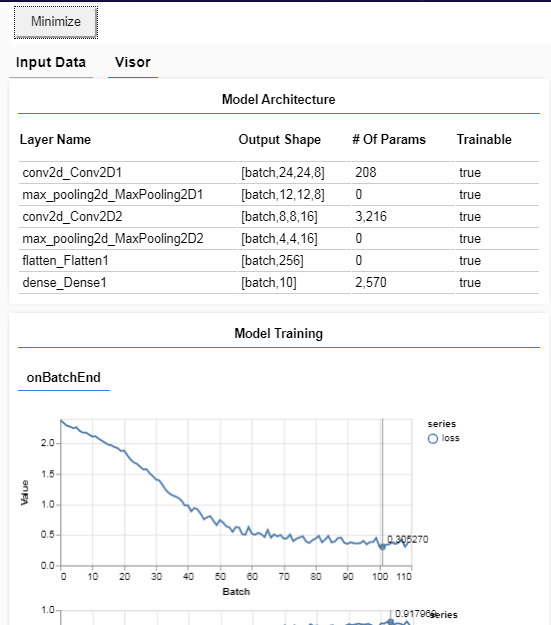 Minimize
Input Data Visor
Model Architecture
Layer Name Output Shape # Of Params Trainable
conv2d_Conv2D1 [batch,24,24,8] 208 true
max_pooling2d_MaxPooling2D1 [batch,12,12,8] 0 true
conv2d_Conv2D2 [batch,8,8,16] 3,216 true
max_pooling2d_MaxPooling2D2 [batch,4,4,16] 0 true
flatten_Flatten1 [batch,256] 0 true
dense_Dense1 [batch,10] 2,570 true
Model Training
onBatchEnd
series
loss
2.0
1.5
1.0
0.5
0.0
Value
0.305270
0 10 20 30 40 50 60 70 80 90 100 110
Batch
1.0
series